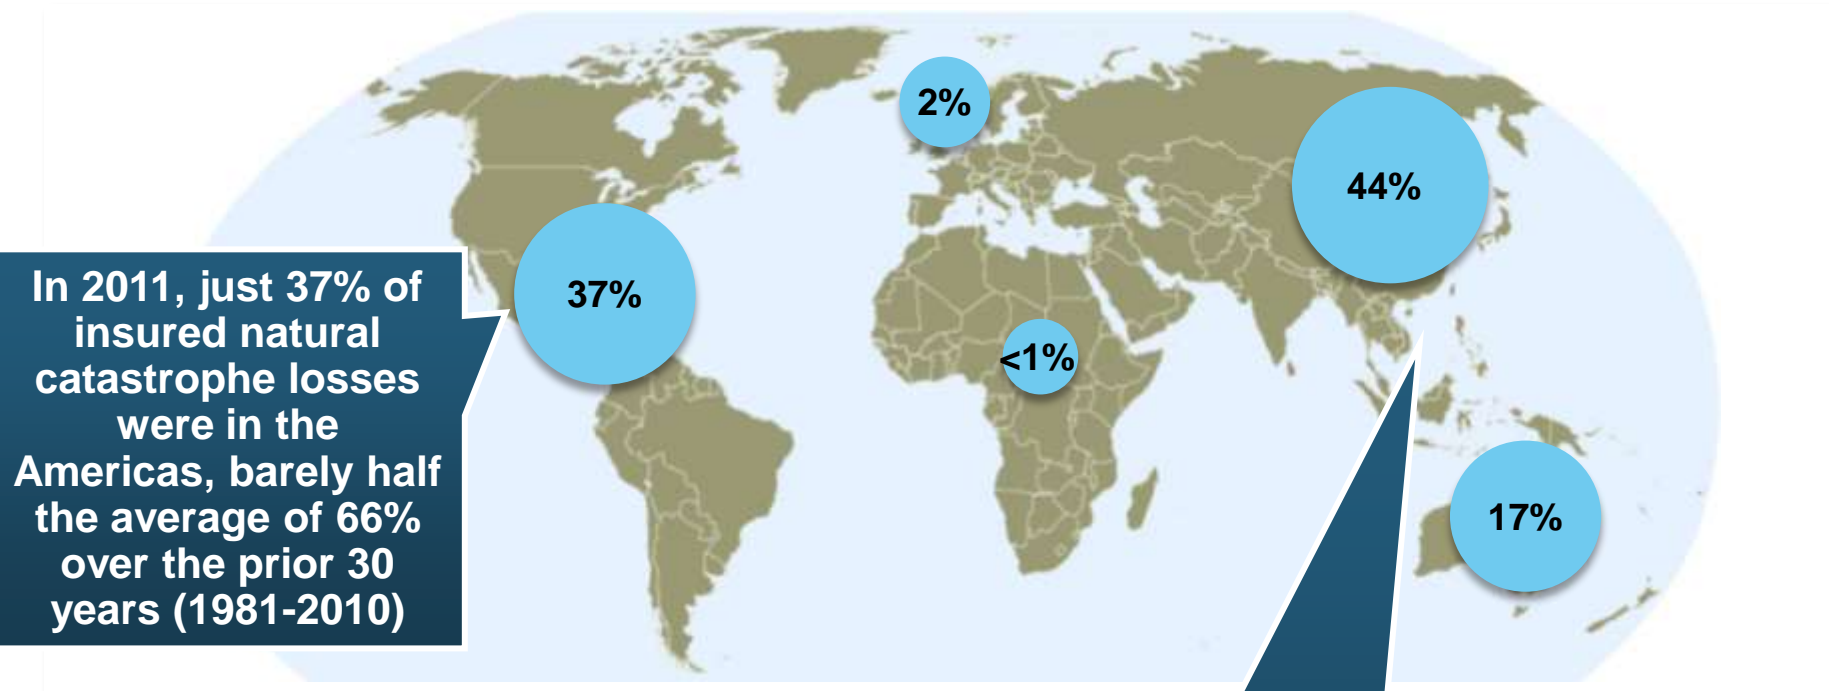 2%
44%
37%
<1%
17%
In 2011, just 37% of
insured natural
catastrophe losses
were in the
Americas, barely half
the average of 66%
over the prior 30
years (1981-2010)